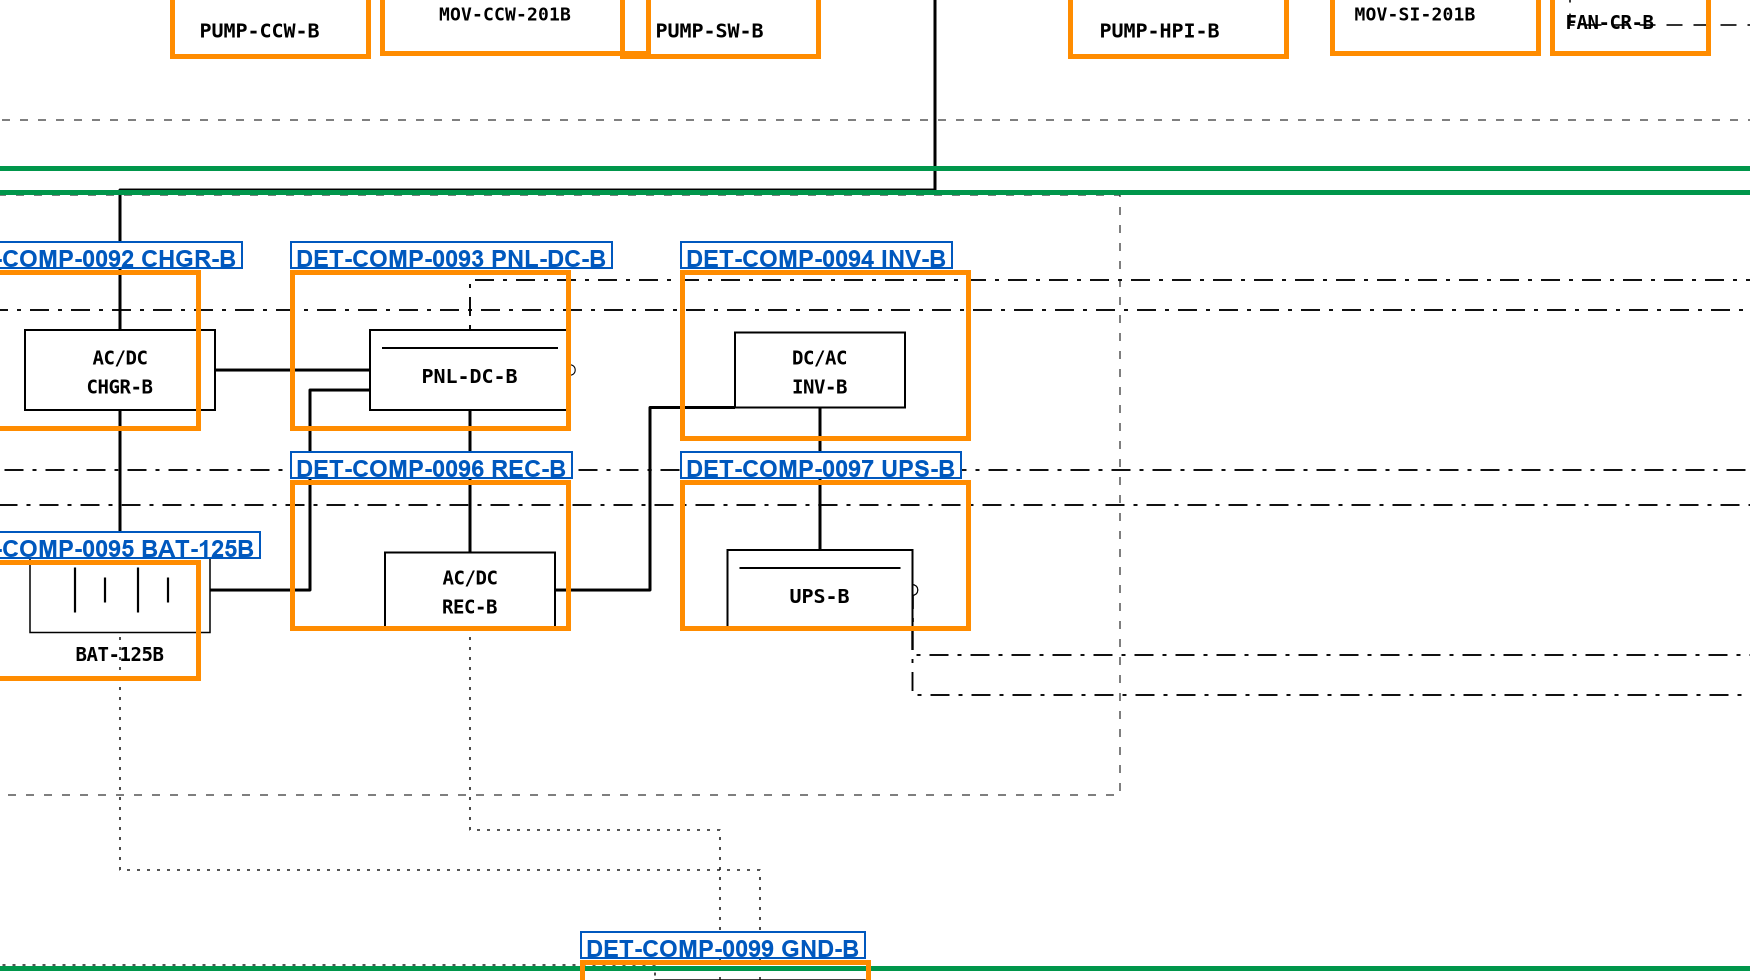 MOV-CCW-201B
MOV-SI-201B
PUMP-CCW-B
PUMP-SW-B
PUMP-HPI-B
FAN-CR-B
-COMP-0092 CHGR-B
DET-COMP-0093 PNL-DC-B
DET-COMP-0094 INV-B
AC/DC
CHGR-B
PNL-DC-B
DC/AC
INV-B
DET-COMP-0096 REC-B
DET-COMP-0097 UPS-B
-COMP-0095 BAT-125B
AC/DC
REC-B
UPS-B
BAT-125B
DET-COMP-0099 GND-B